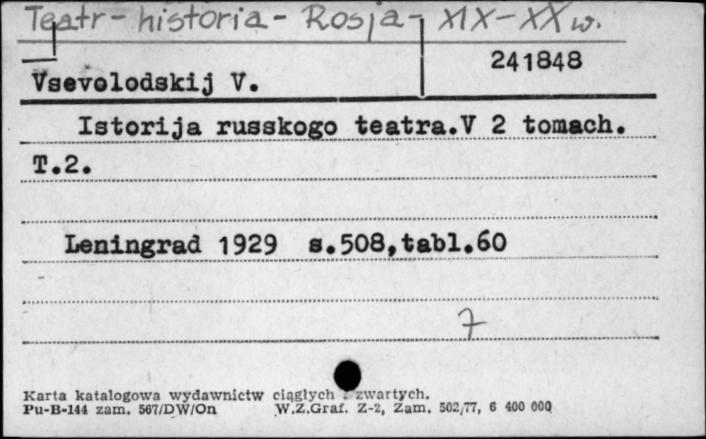 Teatr - historia - Rosja - XIX-XX w.
241848
Vsevolodskij V.
Istorija russkogo teatra.V 2 tomach.
T.2.
Leningrad 1929 s.508,tabl.60
7
Karta katalogowa wydawnictw ciągłych zwartych.
Pu-B-144 zam. 567/DW/On W.Z.Graf. Z-2, Zam. 502/77, 6 400 000